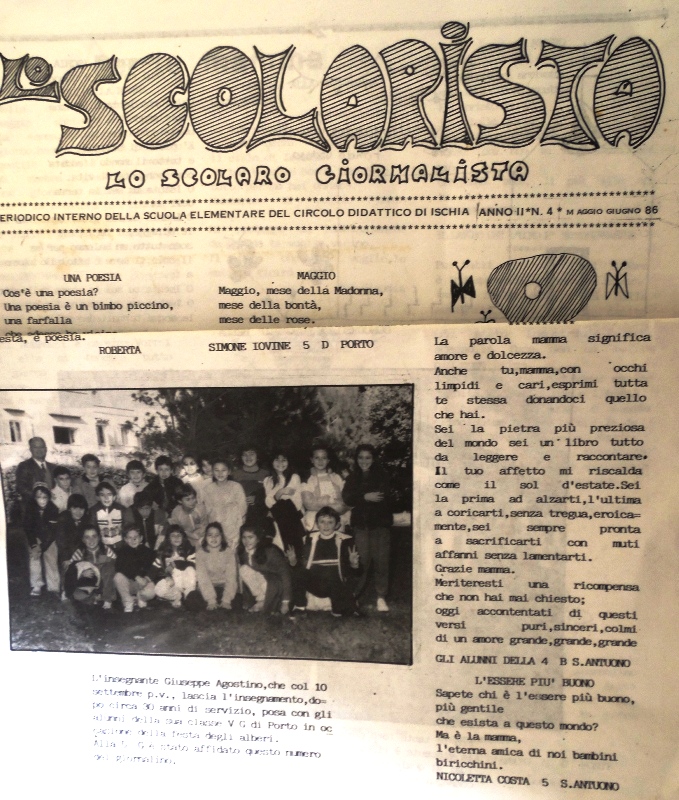 Lo SCOLARISTA
LO SCOLARO GIORNALISTA
PERIODICO INTERNO DELLA SCUOLA ELEMENTARE DEL CIRCOLO DIDATTICO DI ISCHIA ANNO II*N. 4 * MAGGIO GIUGNO 86
UNA POESIA
Cos'è una poesia?
Una poesia è un bimbo piccino,
una farfalla
esta, è poesia.
ROBERTA
MAGGIO
Maggio, mese della Madonna,
mese della bontà,
mese delle rose.
SIMONE IOVINE 5 D PORTO
La parola mamma significa
amore e dolcezza.
Anche tu,mamma,con occhi
limpidi e cari,esprimi tutta
te stessa donandoci quello
che hai.
Sei la pietra più preziosa
del mondo sei un libro tutto
da leggere e raccontare.
Il tuo affetto mi riscalda
come il sol d'estate.Sei
la prima ad alzarti,l'ultima
a coricarti,senza tregua,eroica=
mente,sei sempre pronta
a sacrificarti con muti
affanni senza lamentarti.
Grazie mamma.
Meriteresti una ricompensa
che non hai mai chiesto;
oggi accontentati di questi
versi puri,sinceri,colmi
di un amore grande,grande,grande
GLI ALUNNI DELLA 4 B S.ANTUONO
L'ESSERE PIU' BUONO
Sapete chi è l'essere più buono,
più gentile
che esista a questo mondo?
Ma è la mamma,
l'eterna amica di noi bambini
biricchini.
NICOLETTA COSTA 5 S.ANTUONO
L'insegnante Giuseppe Agostino,che col 10
settembre p.v., lascia l'insegnamento,do=
po circa 30 anni di servizio, posa con gli
alunni della sua classe V G di Porto in oc
casione della festa degli alberi.
Alla V G è stato affidato questo numero
del giornalino.